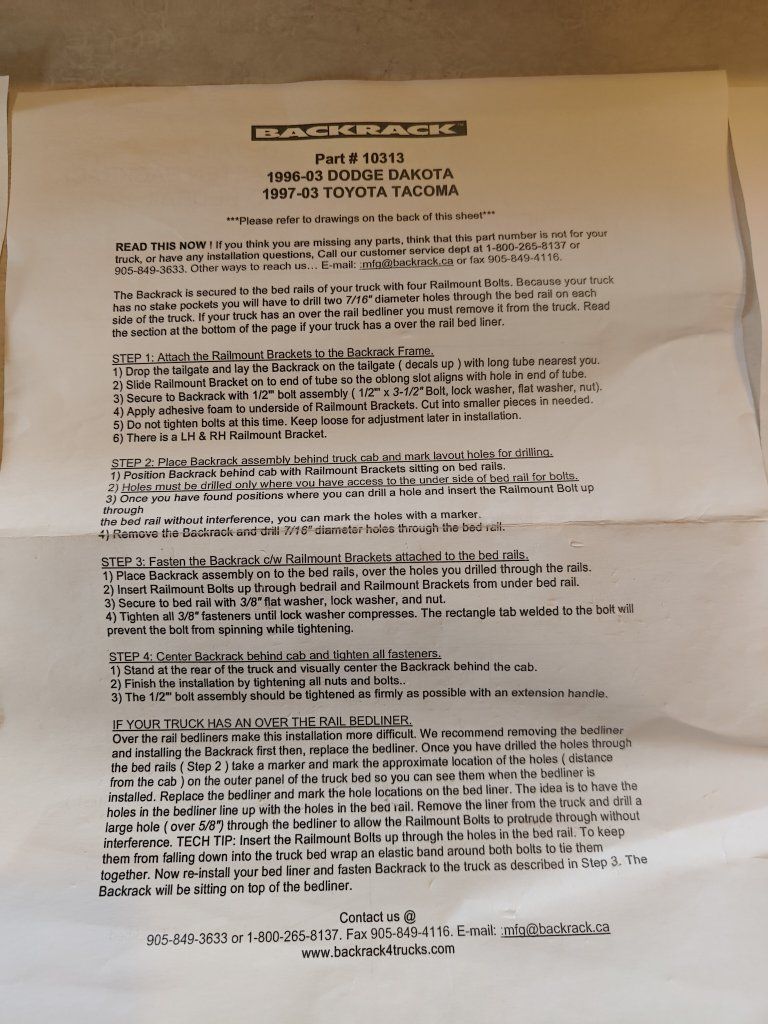 BACKRACK™
Part # 10313
1996-03 DODGE DAKOTA
1997-03 TOYOTA TACOMA
***Please refer to drawings on the back of this sheet***
READ THIS NOW ! If you think you are missing any parts, think that this part number is not for your
truck, or have any installation questions, Call our customer service dept at 1-800-265-8137 or
905-849-3633. Other ways to reach us… E-mail: :mfg@backrack.ca or fax 905-849-4116.
The Backrack is secured to the bed rails of your truck with four Railmount Bolts. Because your truck
has no stake pockets you will have to drill two 7/16" diameter holes through the bed rail on each
side of the truck. If your truck has an over the rail bedliner you must remove it from the truck. Read
the section at the bottom of the page if your truck has a over the rail bed liner.
STEP 1: Attach the Railmount Brackets to the Backrack Frame.
1) Drop the tailgate and lay the Backrack on the tailgate ( decals up ) with long tube nearest you.
2) Slide Railmount Bracket on to end of tube so the oblong slot aligns with hole in end of tube.
3) Secure to Backrack with 1/2"' bolt assembly ( 1/2"' x 3-1/2" Bolt, lock washer, flat washer, nut).
4) Apply adhesive foam to underside of Railmount Brackets. Cut into smaller pieces in needed.
5) Do not tighten bolts at this time. Keep loose for adjustment later in installation.
6) There is a LH & RH Railmount Bracket.
STEP 2: Place Backrack assembly behind truck cab and mark layout holes for drilling.
1) Position Backrack behind cab with Railmount Brackets sitting on bed rails.
2) Holes must be drilled only where you have access to the under side of bed rail for bolts.
3) Once you have found positions where you can drill a hole and insert the Railmount Bolt up
through
the bed rail without interference, you can mark the holes with a marker.
4) Remove the Backrack and drill 7/16" diameter holes through the bed rail.
STEP 3: Fasten the Backrack c/w Railmount Brackets attached to the bed rails.
1) Place Backrack assembly on to the bed rails, over the holes you drilled through the rails.
2) Insert Railmount Bolts up through bedrail and Railmount Brackets from under bed rail.
3) Secure to bed rail with 3/8" flat washer, lock washer, and nut.
4) Tighten all 3/8" fasteners until lock washer compresses. The rectangle tab welded to the bolt will
prevent the bolt from spinning while tightening.
STEP 4: Center Backrack behind cab and tighten all fasteners.
1) Stand at the rear of the truck and visually center the Backrack behind the cab.
2) Finish the installation by tightening all nuts and bolts..
3) The 1/2"' bolt assembly should be tightened as firmly as possible with an extension handle.
IF YOUR TRUCK HAS AN OVER THE RAIL BEDLINER.
Over the rail bedliners make this installation more difficult. We recommend removing the bedliner
and installing the Backrack first then, replace the bedliner. Once you have drilled the holes through
the bed rails ( Step 2 ) take a marker and mark the approximate location of the holes ( distance
from the cab ) on the outer panel of the truck bed so you can see them when the bedliner is
installed. Replace the bedliner and mark the hole locations on the bed liner. The idea is to have the
holes in the bedliner line up with the holes in the bed rail. Remove the liner from the truck and drill a
large hole ( over 5/8") through the bedliner to allow the Railmount Bolts to protrude through without
interference. TECH TIP: Insert the Railmount Bolts up through the holes in the bed rail. To keep
them from falling down into the truck bed wrap an elastic band around both bolts to tie them
together. Now re-install your bed liner and fasten Backrack to the truck as described in Step 3. The
Backrack will be sitting on top of the bedliner.
Contact us @
905-849-3633 or 1-800-265-8137. Fax 905-849-4116. E-mail: :mfg@backrack.ca
www.backrack4trucks.com